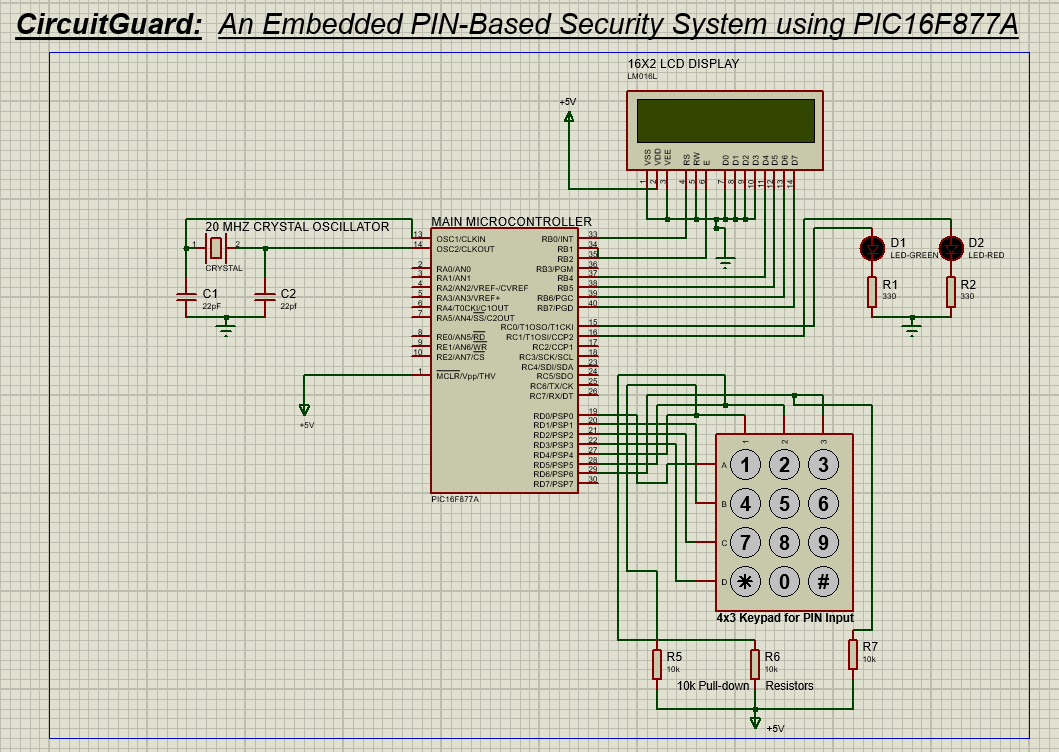 CircuitGuard: An Embedded PIN-Based Security System using PIC16F877A
16X2 LCD DISPLAY
LM016L
+5V
VSS VDD VEE RS RW E D0 D1 D2 D3 D4 D5 D6 D7
1 2 3 4 5 6 7 8 9 10 11 12 13 14
20 MHZ CRYSTAL OSCILLATOR
1 2
CRYSTAL
C1
22pF
C2
22pf
MAIN MICROCONTROLLER
13 OSC1/CLKIN
14 OSC2/CLKOUT
2 RA0/AN0
3 RA1/AN1
4 RA2/AN2/VREF-/CVREF
5 RA3/AN3/VREF+
6 RA4/T0CKI/C1OUT
7 RA5/AN4/SS/C2OUT
8 RE0/AN5/RD
9 RE1/AN6/WR
10 RE2/AN7/CS
1 MCLR/Vpp/THV
RB0/INT 33
RB1 34
RB2 35
RB3/PGM 36
RB4 37
RB5 38
RB6/PGC 39
RB7/PGD 40
RC0/T1OSO/T1CKI 15
RC1/T1OSI/CCP2 16
RC2/CCP1 17
RC3/SCK/SCL 18
RC4/SDI/SDA 23
RC5/SDO 24
RC6/TX/CK 25
RC7/RX/DT 26
RD0/PSP0 19
RD1/PSP1 20
RD2/PSP2 21
RD3/PSP3 22
RD4/PSP4 27
RD5/PSP5 28
RD6/PSP6 29
RD7/PSP7 30
PIC16F877A
+5V
D1
LED-GREEN
D2
LED-RED
R1
330
R2
330
1 2 3
A 1 2 3
B 4 5 6
C 7 8 9
D * 0 #
4x3 Keypad for PIN Input
R5
10k
R6
10k
R7
10k
10k Pull-down Resistors
+5V